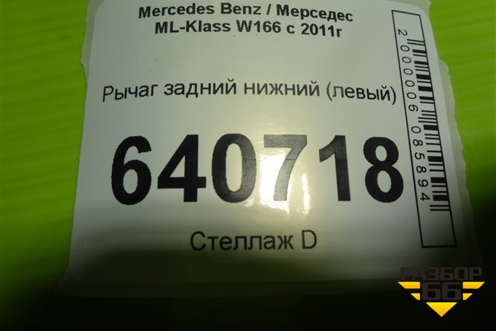 Mercedes Benz / Мерседес
ML-Klass W166 с 2011г
Рычаг задний нижний (левый)
640718
Стеллаж D
2000006085894
РАЗБОР
66